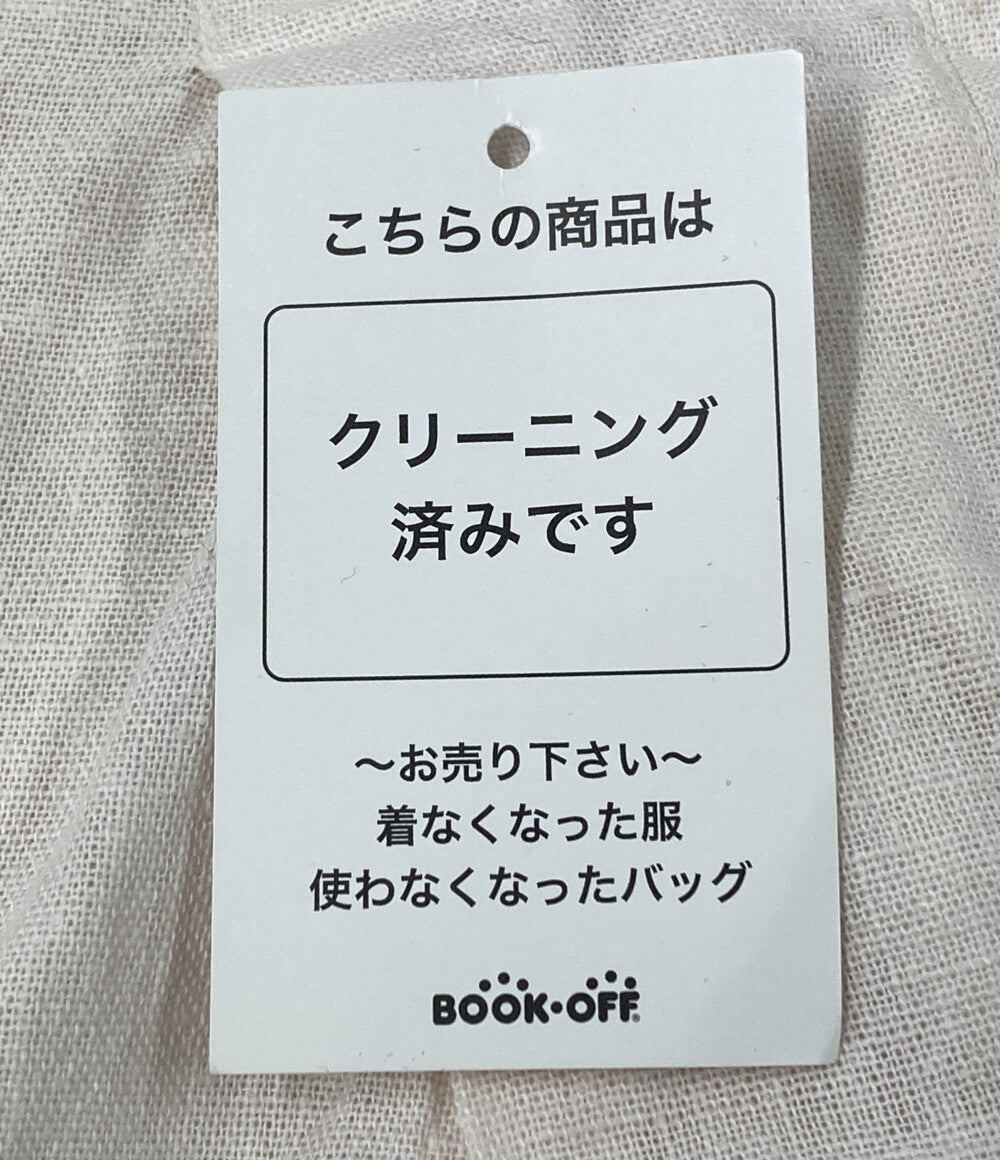 こちらの商品は
クリーニング
済みです
～お売り下さい～
着なくなった服
使わなくなったバッグ
BOOK·OFF®